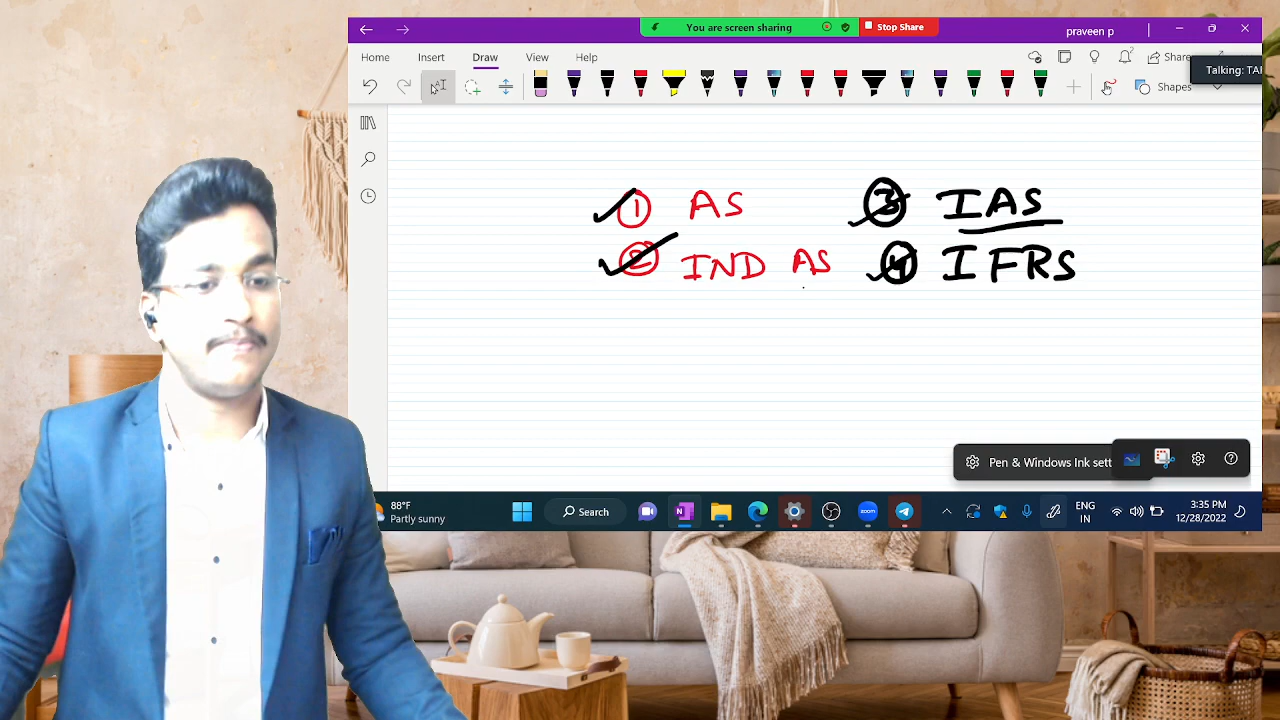 You are screen sharing Stop Share
praveen p
Home Insert Draw View Help
Share
Talking: TAI
Shapes
① AS
② IND AS
③ IAS
④ IFRS
Pen & Windows Ink sett
88°F
Partly sunny
Search
zoom
ENG
IN
3:35 PM
12/28/2022